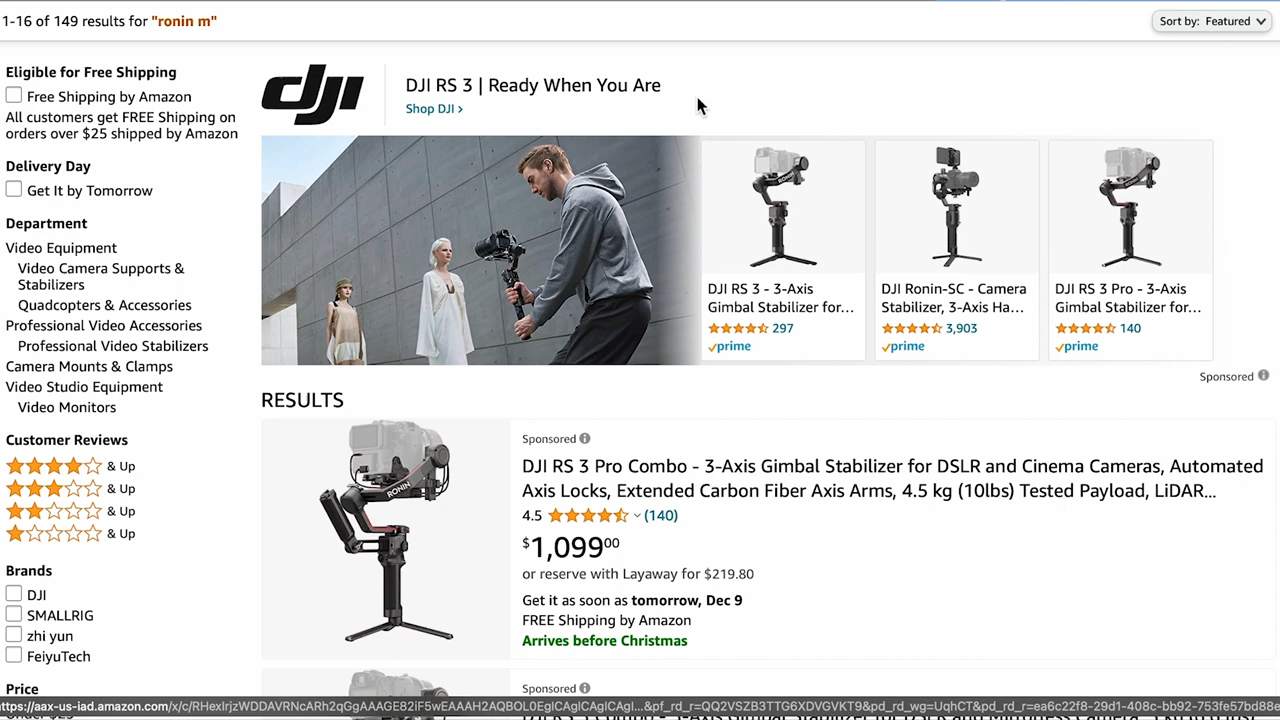 1-16 of 149 results for "ronin m"
Sort by: Featured
Eligible for Free Shipping
Free Shipping by Amazon
All customers get FREE Shipping on
orders over $25 shipped by Amazon
Delivery Day
Get It by Tomorrow
Department
Video Equipment
Video Camera Supports &
Stabilizers
Quadcopters & Accessories
Professional Video Accessories
Professional Video Stabilizers
Camera Mounts & Clamps
Video Studio Equipment
Video Monitors
Customer Reviews
& Up
& Up
& Up
& Up
Brands
DJI
SMALLRIG
zhi yun
FeiyuTech
Price
dji
DJI RS 3 | Ready When You Are
Shop DJI ›
DJI RS 3 - 3-Axis
Gimbal Stabilizer for...
297
prime
DJI Ronin-SC - Camera
Stabilizer, 3-Axis Ha...
3,903
prime
DJI RS 3 Pro - 3-Axis
Gimbal Stabilizer for...
140
prime
Sponsored
RESULTS
RONIN
Sponsored
DJI RS 3 Pro Combo - 3-Axis Gimbal Stabilizer for DSLR and Cinema Cameras, Automated
Axis Locks, Extended Carbon Fiber Axis Arms, 4.5 kg (10lbs) Tested Payload, LiDAR...
4.5 (140)
$1,09900
or reserve with Layaway for $219.80
Get it as soon as tomorrow, Dec 9
FREE Shipping by Amazon
Arrives before Christmas
Sponsored